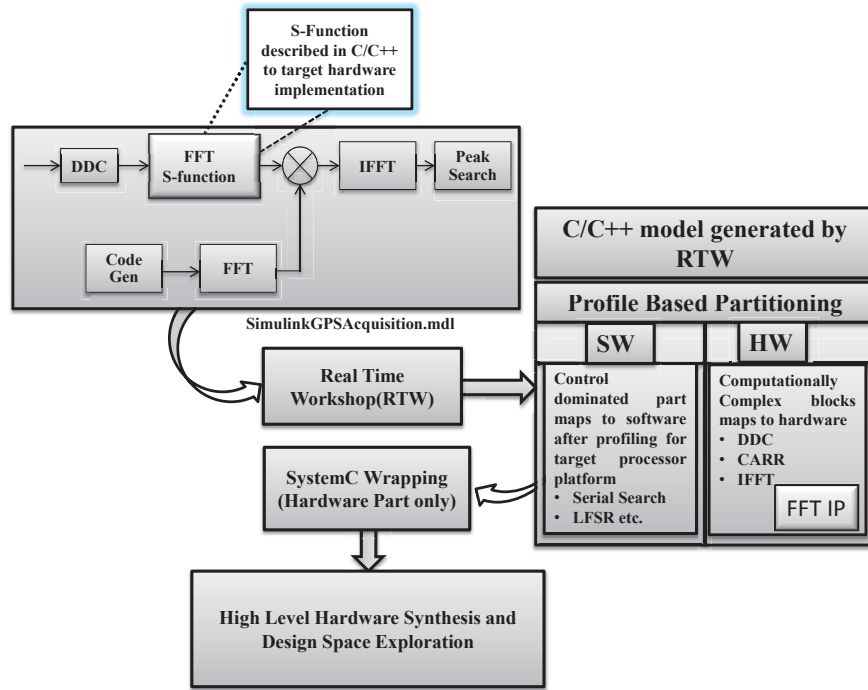 S-Function
described in C/C++
to target hardware
implementation
DDC
FFT
S-function
IFFT
Peak
Search
Code
Gen
FFT
SimulinkGPSAcquisition.mdl
Real Time
Workshop(RTW)
C/C++ model generated by
RTW
Profile Based Partitioning
SW
HW
Control
dominated part
maps to software
after profiling for
target processor
platform
• Serial Search
• LFSR etc.
Computationally
Complex blocks
maps to hardware
• DDC
• CARR
• IFFT
FFT IP
SystemC Wrapping
(Hardware Part only)
High Level Hardware Synthesis and
Design Space Exploration